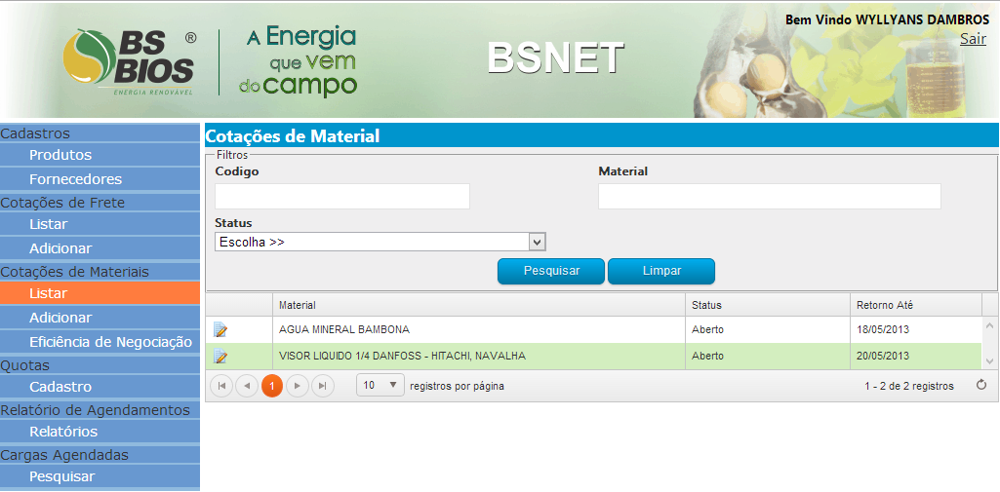 Bem Vindo WYLLYANS DAMBROS
Sair
BS BIOS ®
ENERGIA RENOVÁVEL
A Energia
que vem
do campo
BSNET
Cadastros
Produtos
Fornecedores
Cotações de Frete
Listar
Adicionar
Cotações de Materiais
Listar
Adicionar
Eficiência de Negociação
Quotas
Cadastro
Relatório de Agendamentos
Relatórios
Cargas Agendadas
Pesquisar
Cotações de Material
Filtros
Codigo Material
Status
Escolha >>
Pesquisar Limpar
Material Status Retorno Até
AGUA MINERAL BAMBONA Aberto 18/05/2013
VISOR LIQUIDO 1/4 DANFOSS - HITACHI, NAVALHA Aberto 20/05/2013
1 10 registros por página 1 - 2 de 2 registros